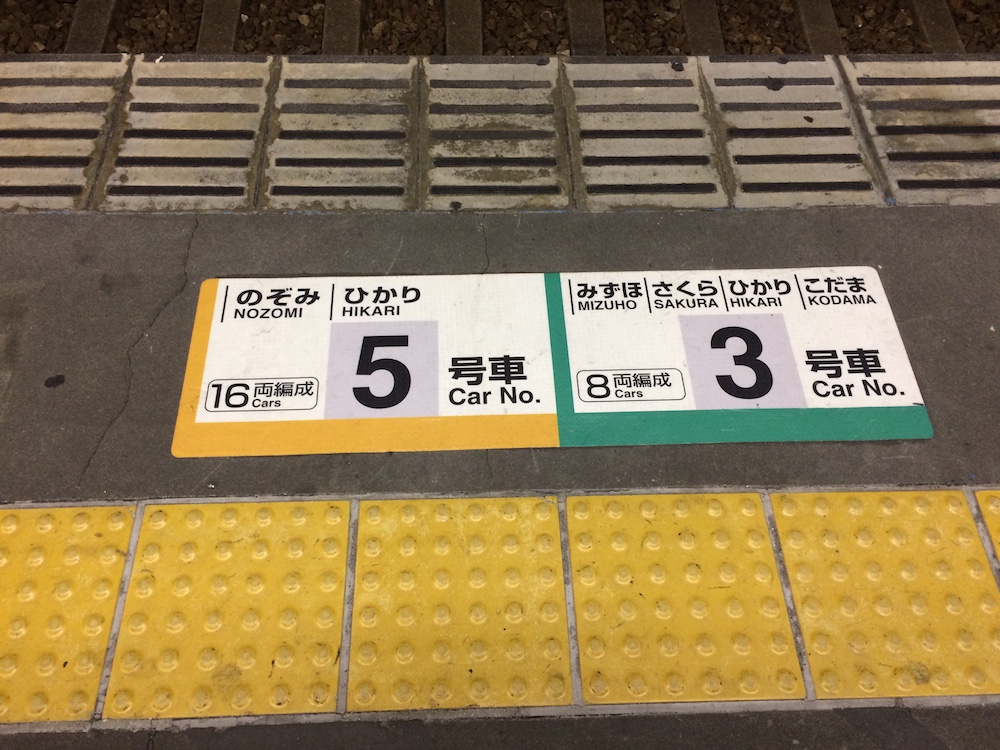 のぞみ
NOZOMI
ひかり
HIKARI
16両編成
Cars
5
号車
Car No.
みずほ
MIZUHO
さくら
SAKURA
ひかり
HIKARI
こだま
KODAMA
8両編成
Cars
3
号車
Car No.